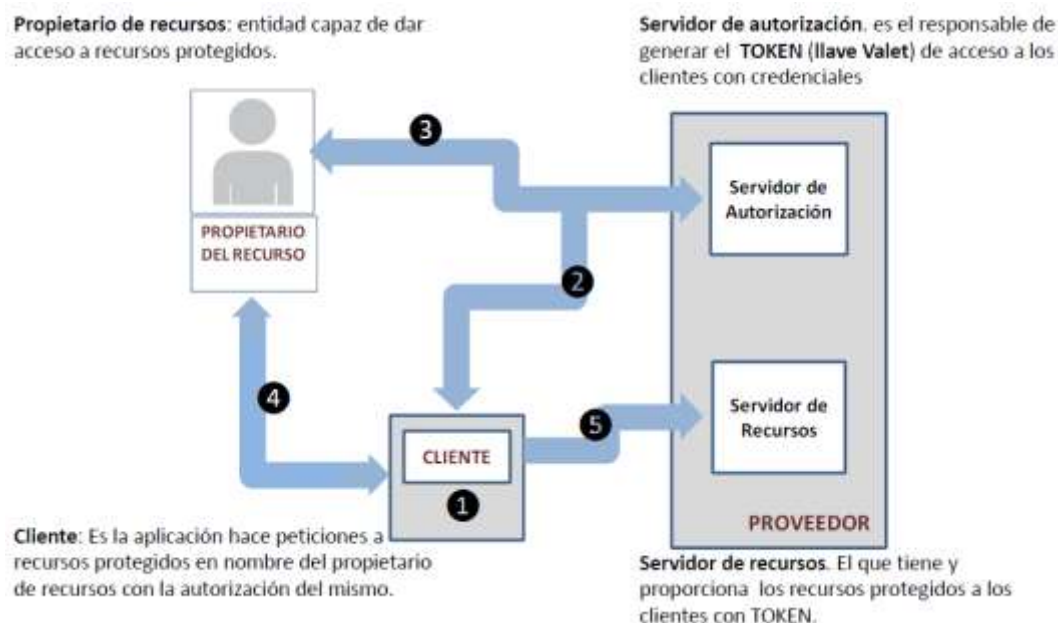 Propietario de recursos: entidad capaz de dar
acceso a recursos protegidos.
Servidor de autorización. es el responsable de
generar el TOKEN (llave Valet) de acceso a los
clientes con credenciales
3
Servidor de
Autorización
PROPIETARIO
DEL RECURSO
2
4
Servidor de
Recursos
5
CLIENTE
1
PROVEEDOR
Cliente: Es la aplicación hace peticiones a
recursos protegidos en nombre del propietario
de recursos con la autorización del mismo.
Servidor de recursos. El que tiene y
proporciona los recursos protegidos a los
clientes con TOKEN.